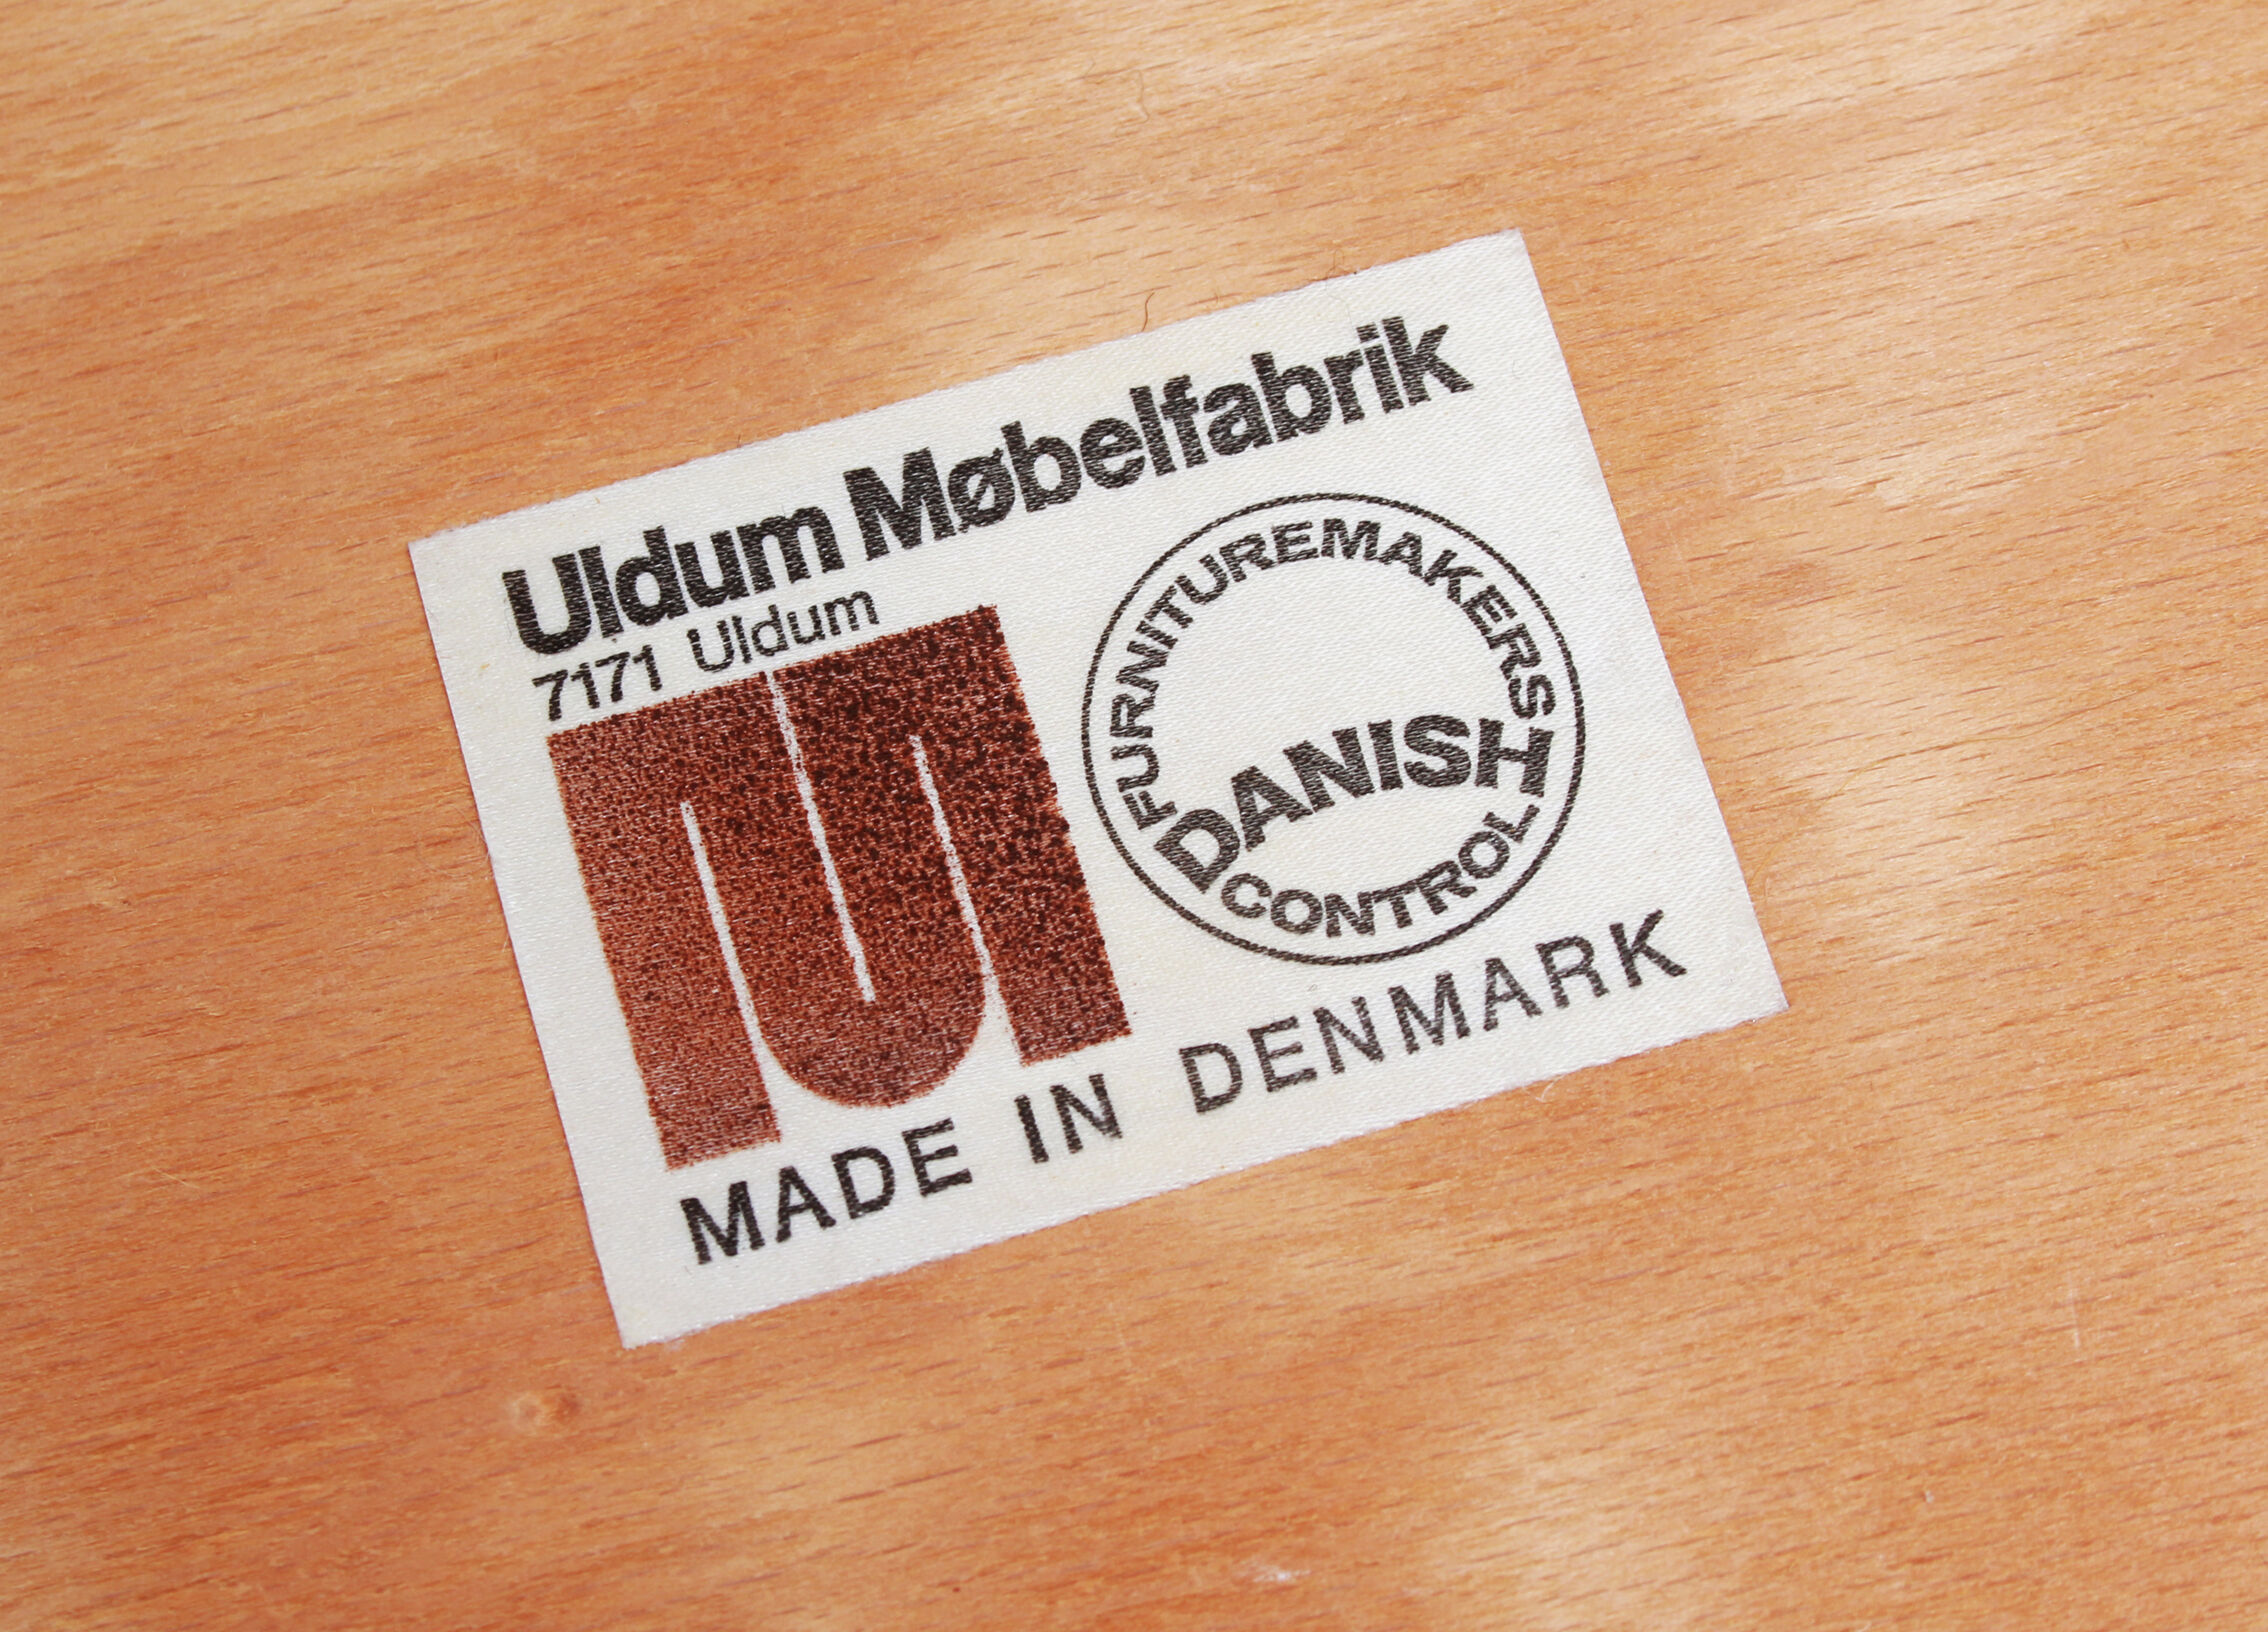 Uldum Møbelfabrik
7171 Uldum
FURNITUREMAKERS
DANISH
CONTROL
MADE IN DENMARK